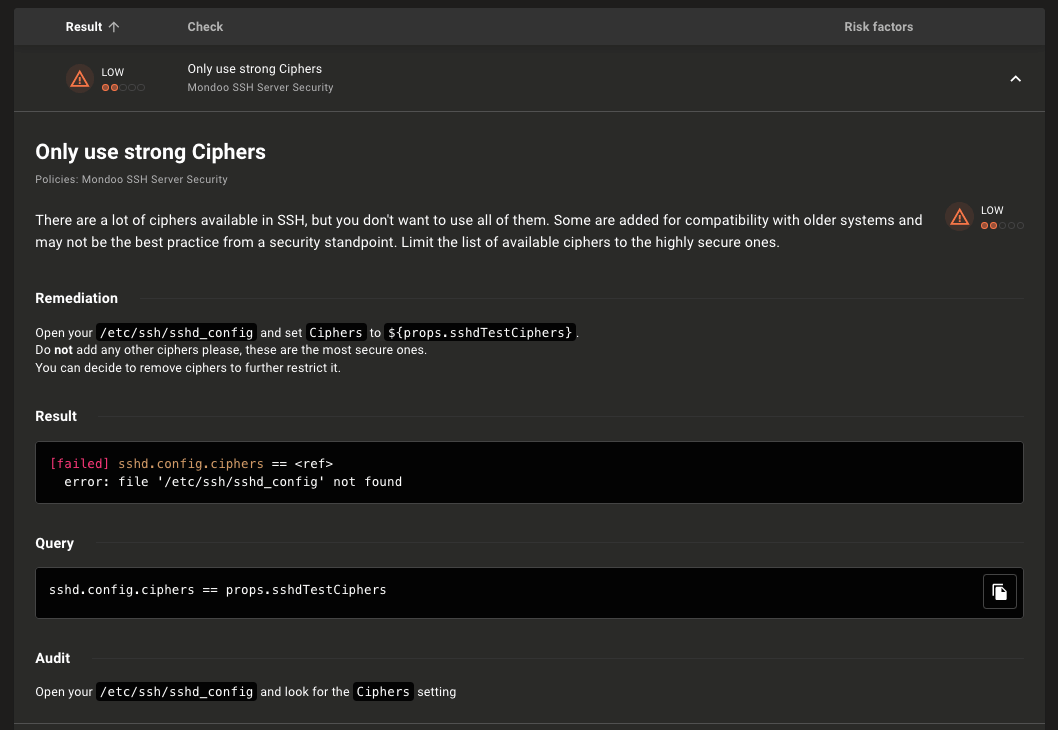 Result ↑ Check Risk factors
LOW
Only use strong Ciphers
Mondoo SSH Server Security
Only use strong Ciphers
Policies: Mondoo SSH Server Security
There are a lot of ciphers available in SSH, but you don't want to use all of them. Some are added for compatibility with older systems and
may not be the best practice from a security standpoint. Limit the list of available ciphers to the highly secure ones.
LOW
Remediation
Open your /etc/ssh/sshd_config and set Ciphers to ${props.sshdTestCiphers}.
Do not add any other ciphers please, these are the most secure ones.
You can decide to remove ciphers to further restrict it.
Result
[failed] sshd.config.ciphers == <ref>
error: file '/etc/ssh/sshd_config' not found
Query
sshd.config.ciphers == props.sshdTestCiphers
Audit
Open your /etc/ssh/sshd_config and look for the Ciphers setting